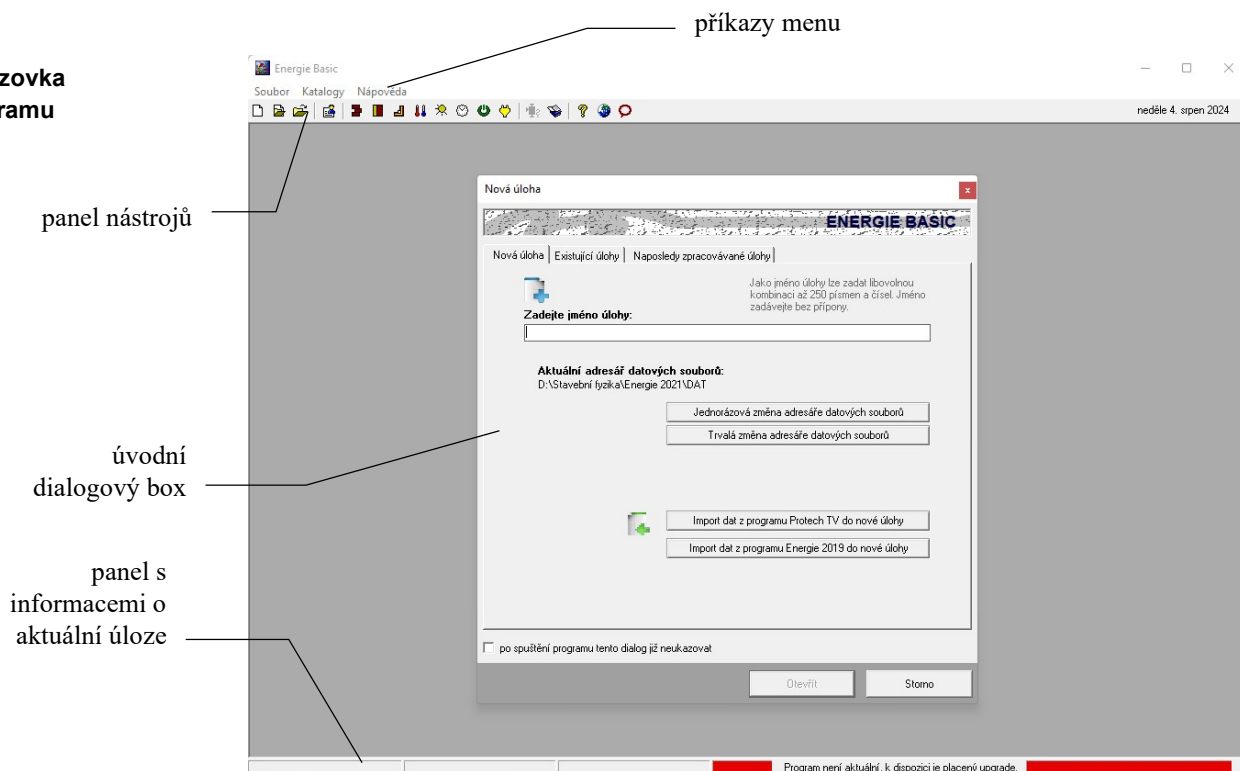 příkazy menu
zovka
ramu
Energie Basic
Soubor Katalogy Nápověda
neděle 4. srpen 2024
panel nástrojů
Nová úloha
ENERGIE BASIC
Nová úloha Existující úlohy Naposledy zpracovávané úlohy
Jako jméno úlohy lze zadat libovolnou
kombinaci až 250 písmen a čísel. Jméno
zadávejte bez přípony.
Zadejte jméno úlohy:
Aktuální adresář datových souborů:
D:\Stavební fyzika\Energie 2021\DAT
Jednorázová změna adresáře datových souborů
Trvalá změna adresáře datových souborů
úvodní
dialogový box
Import dat z programu Protech TV do nové úlohy
Import dat z programu Energie 2019 do nové úlohy
panel s
informacemi o
aktuální úloze
po spuštění programu tento dialog již neukazovat
Otevřít Storno
Program není aktuální, k dispozici je placený upgrade.